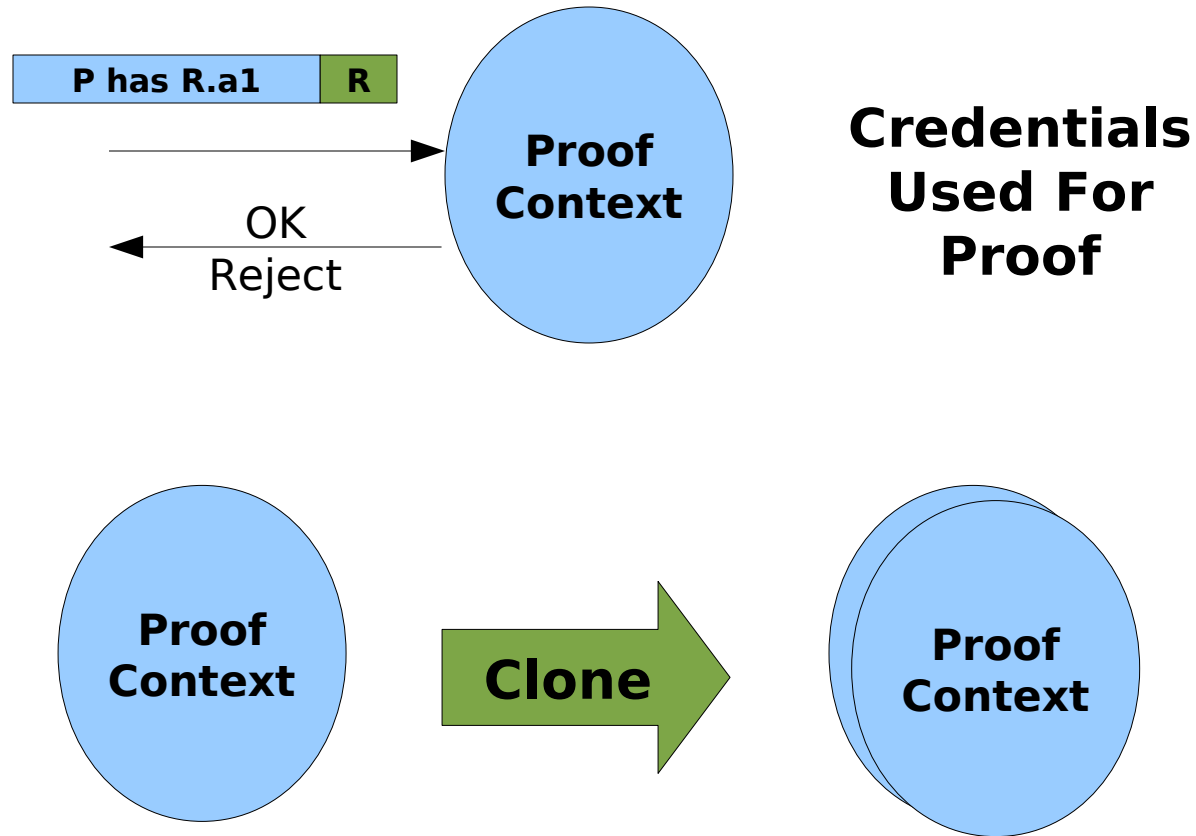 P has R.a1 R
Proof
Context
OK
Reject
Credentials
Used For
Proof
Proof
Context
Clone
Proof
Context